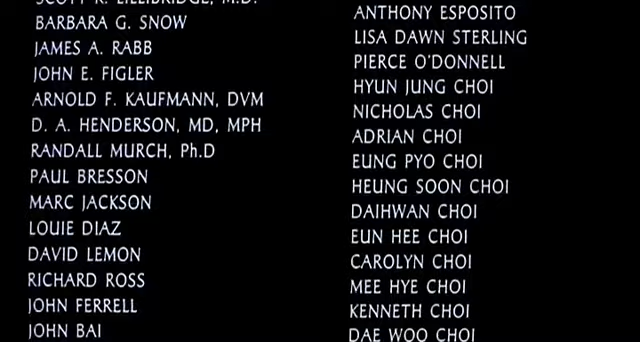 SCOTT R. LILLIBRIDGE, M.D.
BARBARA G. SNOW
JAMES A. RABB
JOHN E. FIGLER
ARNOLD F. KAUFMANN, DVM
D. A. HENDERSON, MD, MPH
RANDALL MURCH, Ph.D
PAUL BRESSON
MARC JACKSON
LOUIE DIAZ
DAVID LEMON
RICHARD ROSS
JOHN FERRELL
JOHN BAI
ANTHONY ESPOSITO
LISA DAWN STERLING
PIERCE O'DONNELL
HYUN JUNG CHOI
NICHOLAS CHOI
ADRIAN CHOI
EUNG PYO CHOI
HEUNG SOON CHOI
DAIHWAN CHOI
EUN HEE CHOI
CAROLYN CHOI
MEE HYE CHOI
KENNETH CHOI
DAE WOO CHOI